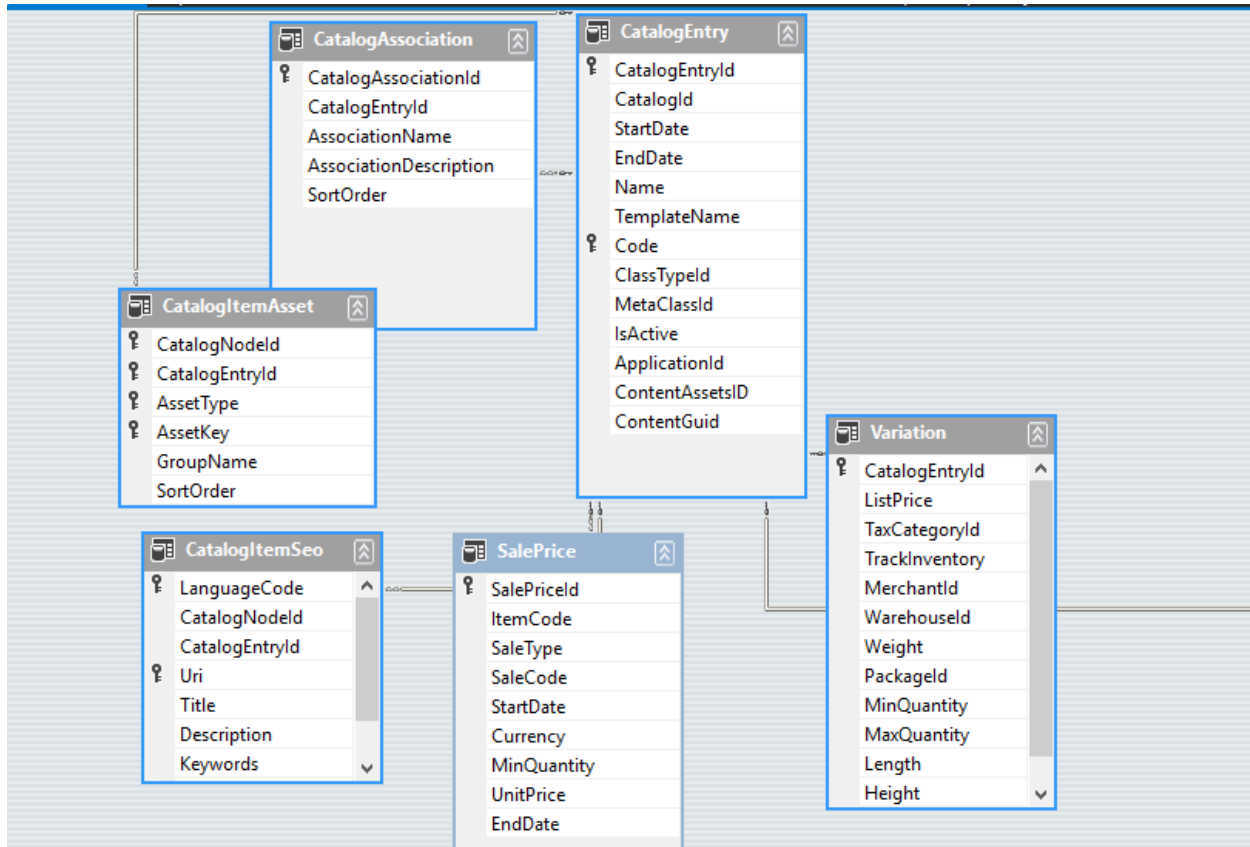 CatalogAssociation
CatalogAssociationId
CatalogEntryId
AssociationName
AssociationDescription
SortOrder
CatalogEntry
CatalogEntryId
CatalogId
StartDate
EndDate
Name
TemplateName
Code
ClassTypeId
MetaClassId
IsActive
ApplicationId
ContentAssetsID
ContentGuid
CatalogItemAsset
CatalogNodeId
CatalogEntryId
AssetType
AssetKey
GroupName
SortOrder
Variation
CatalogEntryId
ListPrice
TaxCategoryId
TrackInventory
MerchantId
WarehouseId
Weight
PackageId
MinQuantity
MaxQuantity
Length
Height
CatalogItemSeo
LanguageCode
CatalogNodeId
CatalogEntryId
Uri
Title
Description
Keywords
SalePrice
SalePriceId
ItemCode
SaleType
SaleCode
StartDate
Currency
MinQuantity
UnitPrice
EndDate